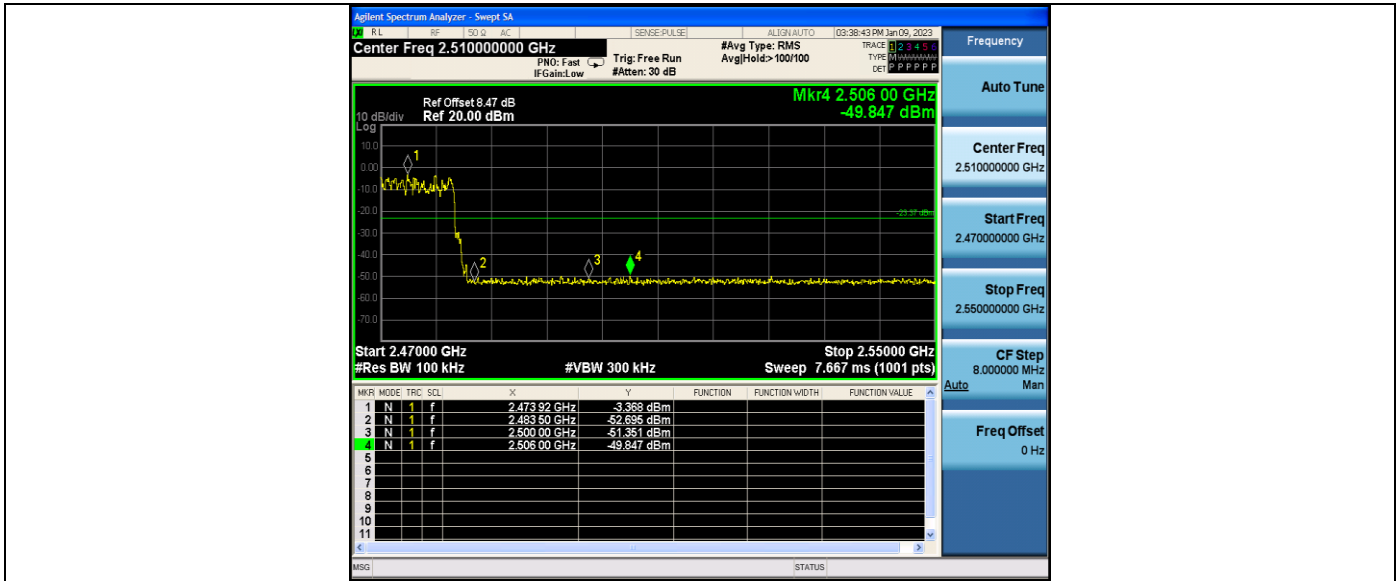 Agilent Spectrum Analyzer - Swept SA
RL RF 50 Ω AC SENSE:PULSE ALIGNAUTO 03:38:43 PM Jan 09, 2023
Center Freq 2.510000000 GHz
PNO: Fast
IFGain:Low
Trig: Free Run
#Atten: 30 dB
#Avg Type: RMS
Avg|Hold:>100/100
TRACE 1 2 3 4 5 6
TYPE M
DET P P P P P P
Mkr4 2.506 00 GHz
-49.847 dBm
Ref Offset 8.47 dB
10 dB/div Ref 20.00 dBm
Log
10.0
0.00
-10.0
-20.0
-30.0
-40.0
-50.0
-60.0
-70.0
1
2
3
4
-23.37 dBm
Start 2.47000 GHz Stop 2.55000 GHz
#Res BW 100 kHz #VBW 300 kHz Sweep 7.667 ms (1001 pts)
MKR MODE TRC SCL X Y FUNCTION FUNCTION WIDTH FUNCTION VALUE
1 N 1 f 2.473 92 GHz -3.368 dBm
2 N 1 f 2.483 50 GHz -52.695 dBm
3 N 1 f 2.500 00 GHz -51.351 dBm
4 N 1 f 2.506 00 GHz -49.847 dBm
5
6
7
8
9
10
11
MSG STATUS
Frequency
Auto Tune
Center Freq
2.510000000 GHz
Start Freq
2.470000000 GHz
Stop Freq
2.550000000 GHz
CF Step
8.000000 MHz
Auto Man
Freq Offset
0 Hz